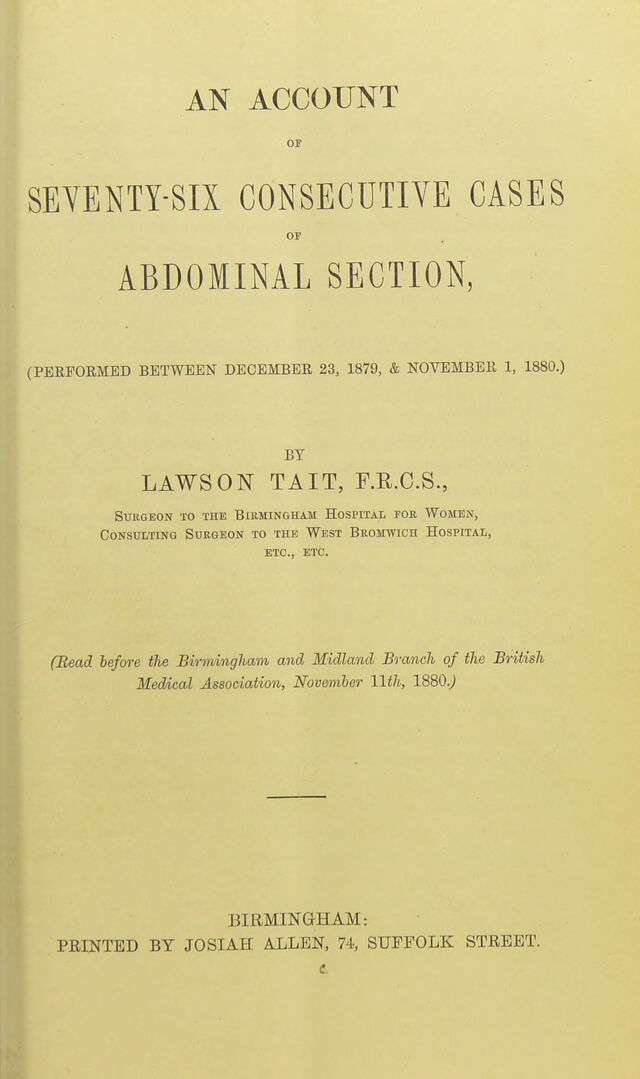 AN ACCOUNT
OF
SEVENTY-SIX CONSECUTIVE CASES
OF
ABDOMINAL SECTION,
(PERFORMED BETWEEN DECEMBER 23, 1879, & NOVEMBER 1, 1880.)
BY
LAWSON TAIT, F.R.C.S.,
SURGEON TO THE BIRMINGHAM HOSPITAL FOR WOMEN,
CONSULTING SURGEON TO THE WEST BROMWICH HOSPITAL,
ETC., ETC.
(Read before the Birmingham and Midland Branch of the British
Medical Association, November 11th, 1880.)
BIRMINGHAM:
PRINTED BY JOSIAH ALLEN, 74, SUFFOLK STREET.